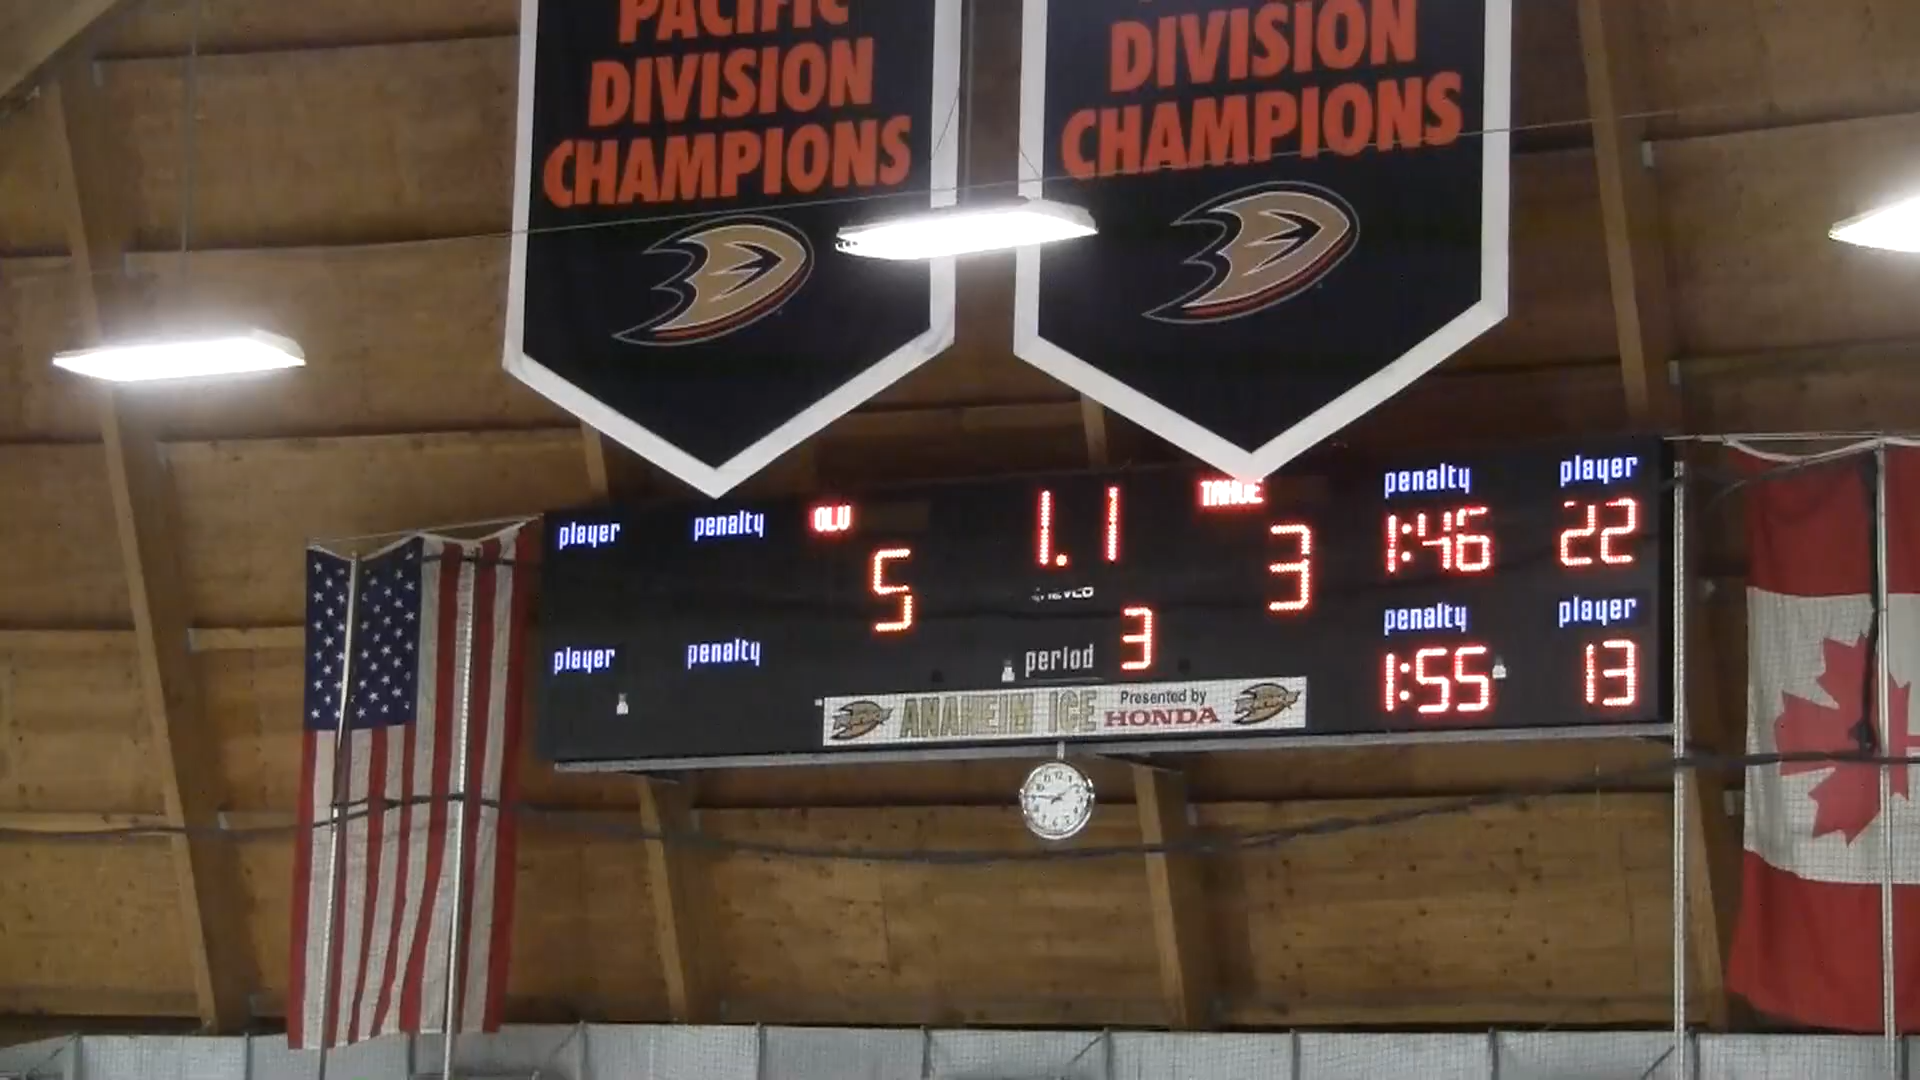 PACIFIC
DIVISION
CHAMPIONS
DIVISION
CHAMPIONS
player penalty OLU 1.1 TAHOE penalty player
5 3 1:46 22
player penalty period 3 penalty player
1:55 13
ANAHEIM ICE Presented by
HONDA